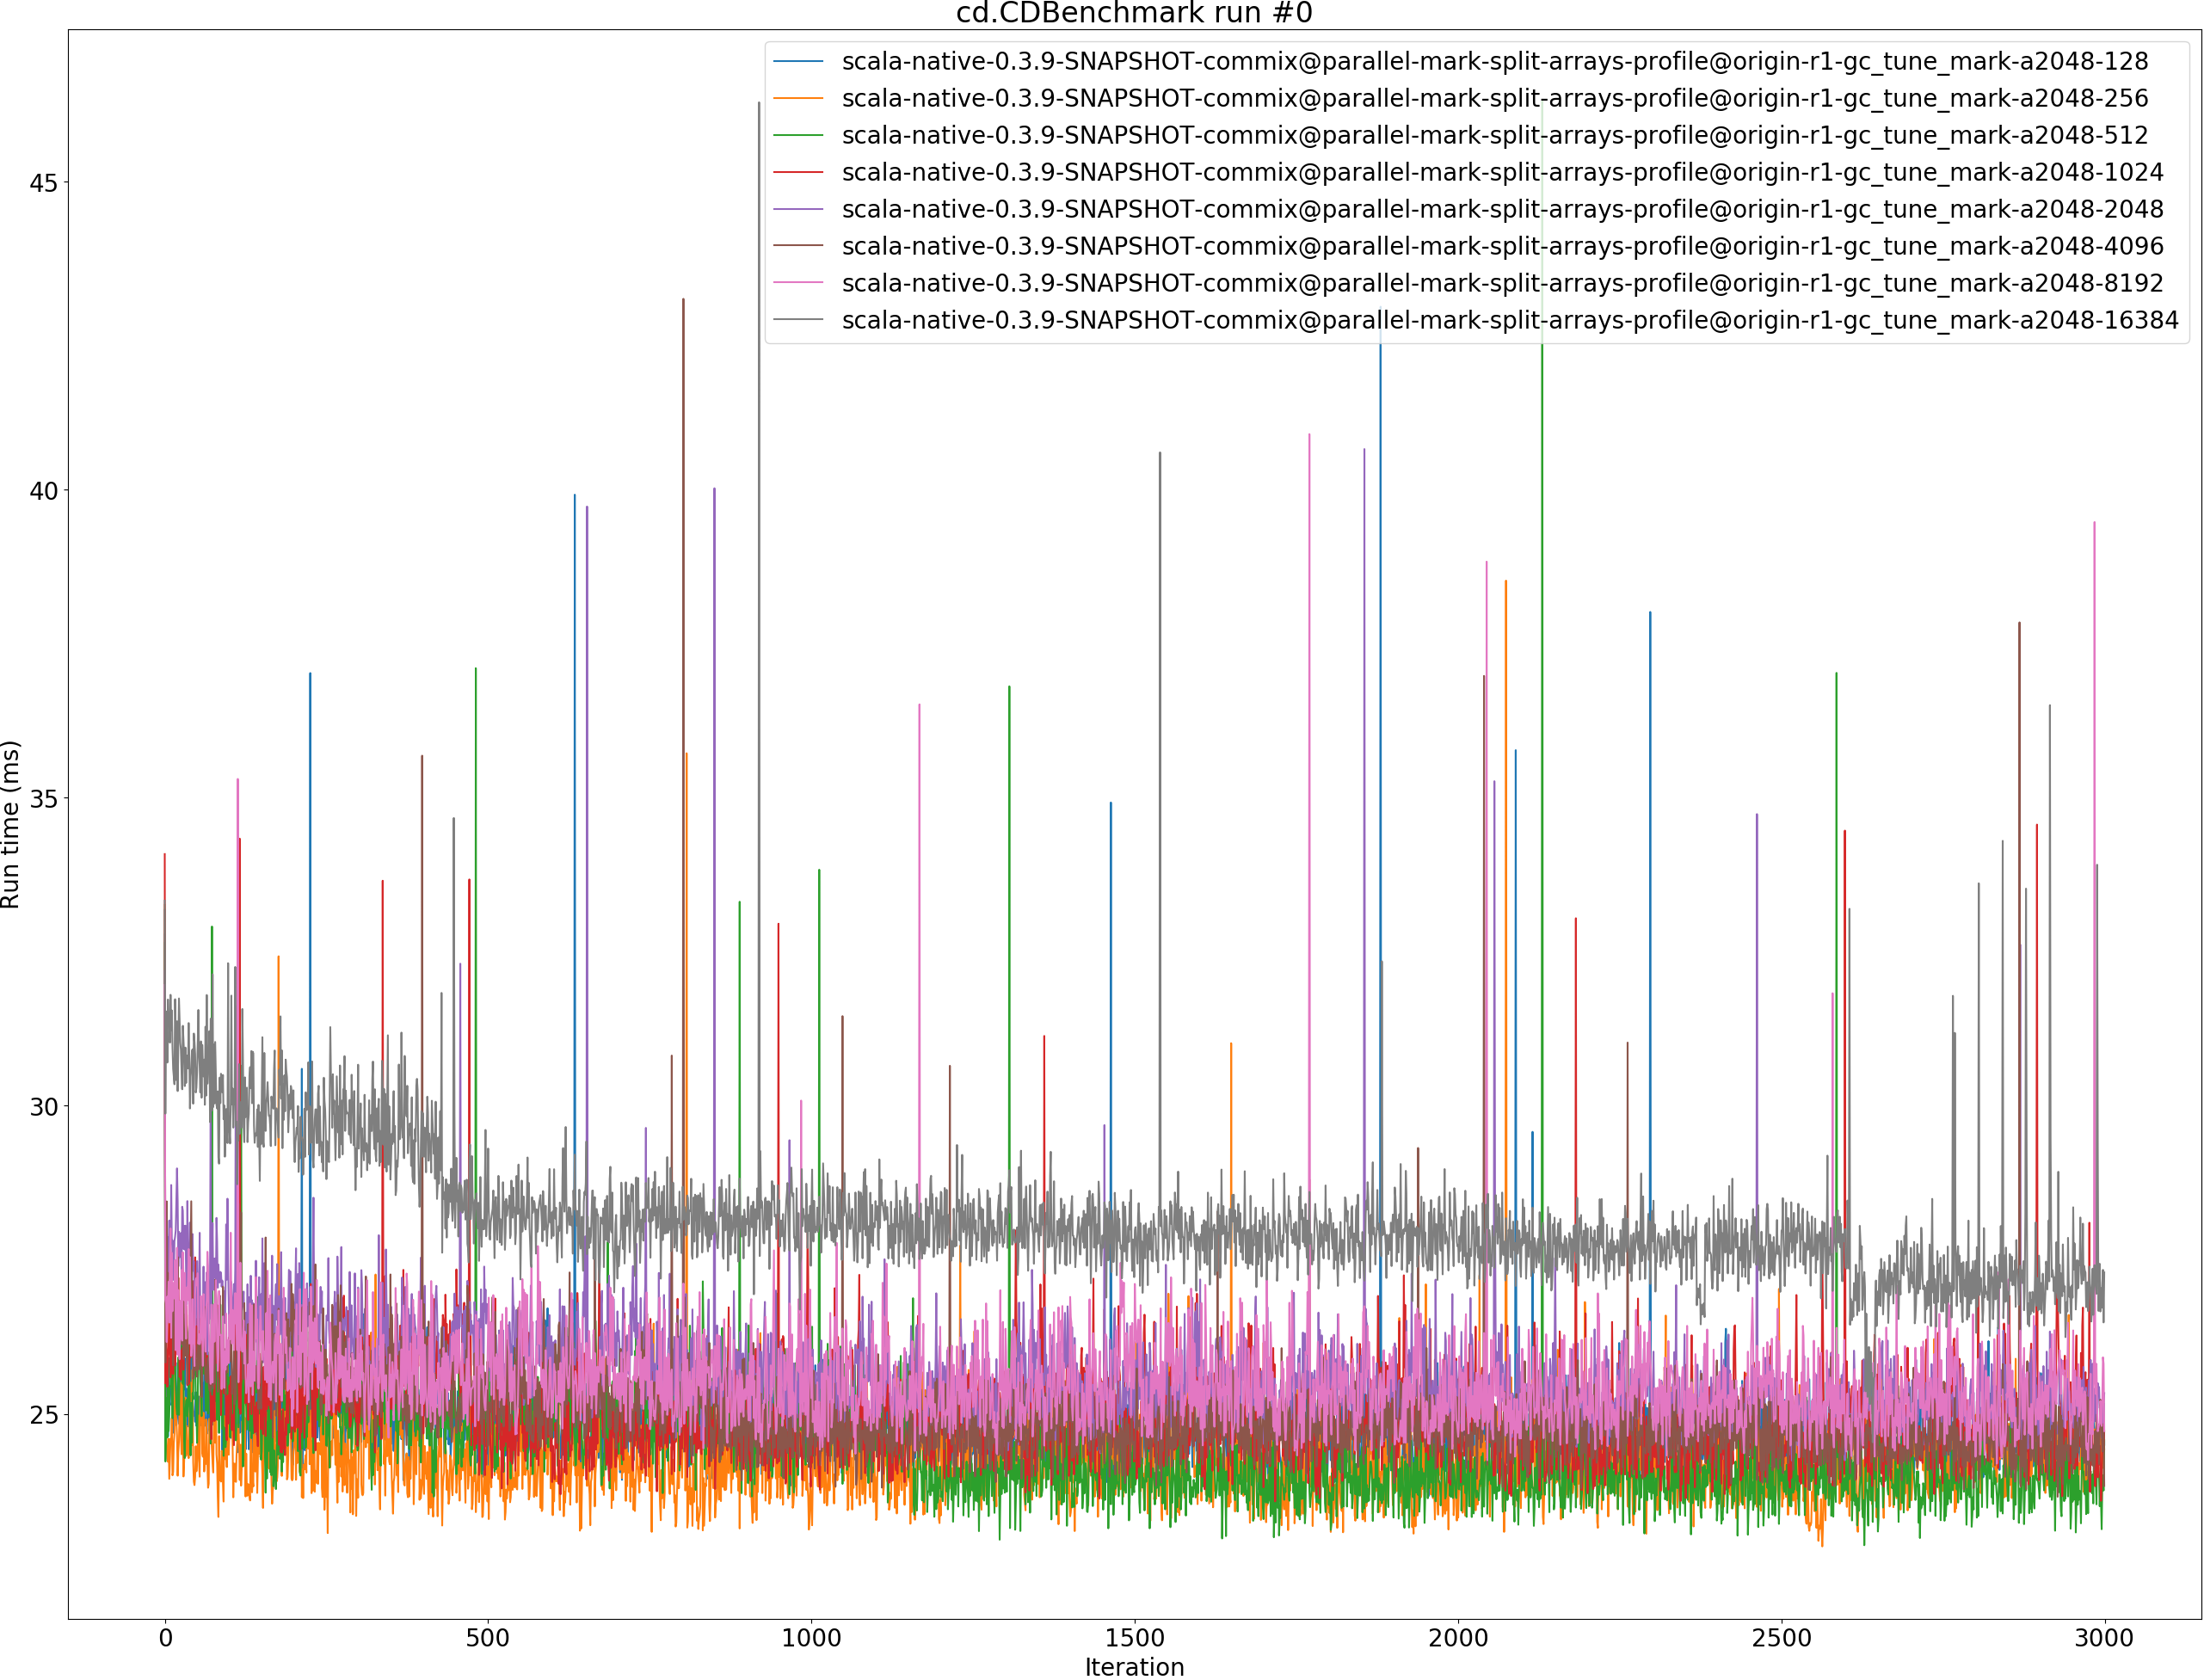 cd.CDBenchmark run #0
scala-native-0.3.9-SNAPSHOT-commix@parallel-mark-split-arrays-profile@origin-r1-gc_tune_mark-a2048-128
scala-native-0.3.9-SNAPSHOT-commix@parallel-mark-split-arrays-profile@origin-r1-gc_tune_mark-a2048-256
scala-native-0.3.9-SNAPSHOT-commix@parallel-mark-split-arrays-profile@origin-r1-gc_tune_mark-a2048-512
scala-native-0.3.9-SNAPSHOT-commix@parallel-mark-split-arrays-profile@origin-r1-gc_tune_mark-a2048-1024
scala-native-0.3.9-SNAPSHOT-commix@parallel-mark-split-arrays-profile@origin-r1-gc_tune_mark-a2048-2048
scala-native-0.3.9-SNAPSHOT-commix@parallel-mark-split-arrays-profile@origin-r1-gc_tune_mark-a2048-4096
scala-native-0.3.9-SNAPSHOT-commix@parallel-mark-split-arrays-profile@origin-r1-gc_tune_mark-a2048-8192
scala-native-0.3.9-SNAPSHOT-commix@parallel-mark-split-arrays-profile@origin-r1-gc_tune_mark-a2048-16384
45
40
35
30
25
Run time (ms)
0 500 1000 1500 2000 2500 3000
Iteration